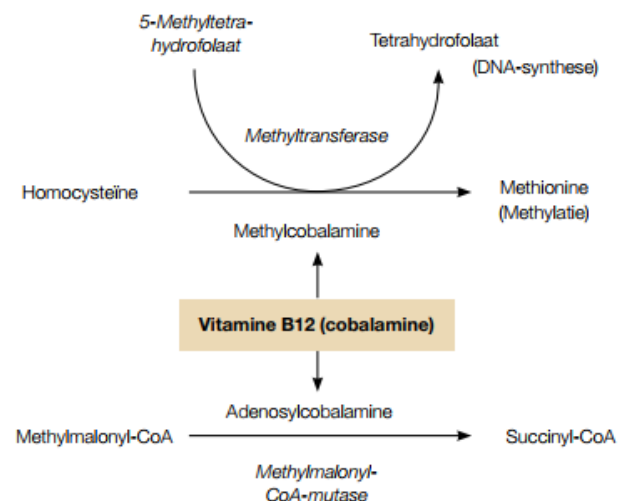 5-Methyltetra-
hydrofolaat
Tetrahydrofolaat
(DNA-synthese)
Methyltransferase
Homocysteïne
Methionine
(Methylatie)
Methylcobalamine
Vitamine B12 (cobalamine)
Adenosylcobalamine
Methylmalonyl-CoA
Succinyl-CoA
Methylmalonyl-
CoA-mutase